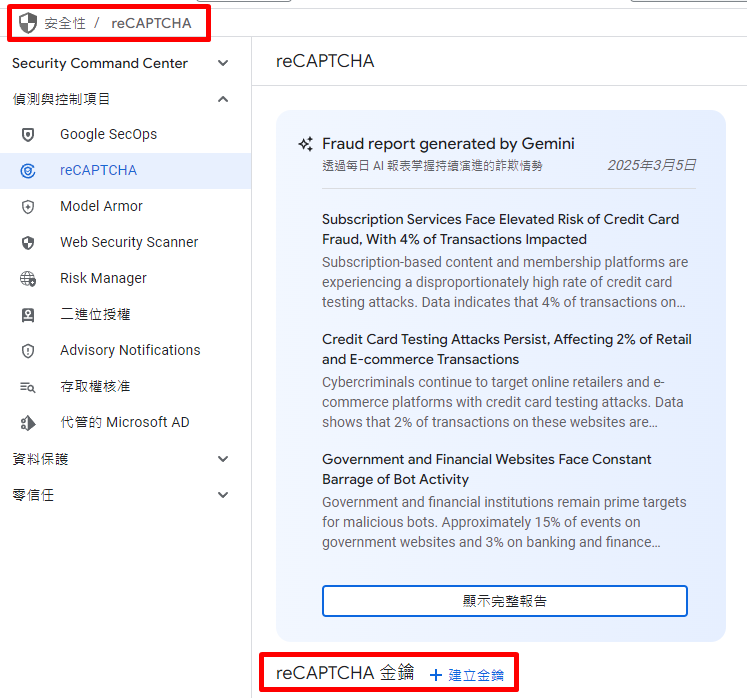 安全性 / reCAPTCHA
Security Command Center
偵測與控制項目
Google SecOps
reCAPTCHA
Model Armor
Web Security Scanner
Risk Manager
二進位授權
Advisory Notifications
存取權核准
代管的 Microsoft AD
資料保護
零信任
reCAPTCHA
Fraud report generated by Gemini
透過每日 AI 報表掌握持續演進的詐欺情勢
2025年3月5日
Subscription Services Face Elevated Risk of Credit Card
Fraud, With 4% of Transactions Impacted
Subscription-based content and membership platforms are
experiencing a disproportionately high rate of credit card
testing attacks. Data indicates that 4% of transactions on…
Credit Card Testing Attacks Persist, Affecting 2% of Retail
and E-commerce Transactions
Cybercriminals continue to target online retailers and e-
commerce platforms with credit card testing attacks. Data
shows that 2% of transactions on these websites are…
Government and Financial Websites Face Constant
Barrage of Bot Activity
Government and financial institutions remain prime targets
for malicious bots. Approximately 15% of events on
government websites and 3% on banking and finance…
顯示完整報告
reCAPTCHA 金鑰 + 建立金鑰